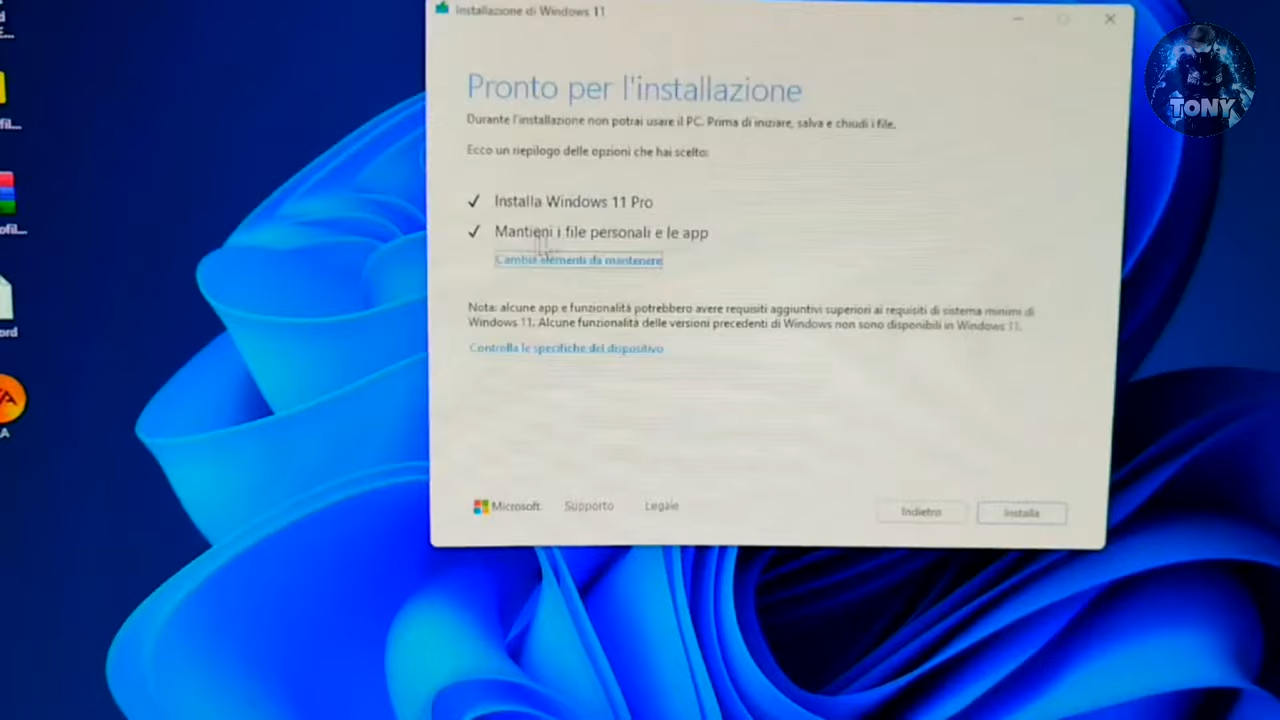 Installazione di Windows 11
TONY
Pronto per l'installazione
Durante l'installazione non potrai usare il PC. Prima di iniziare, salva e chiudi i file.
Ecco un riepilogo delle opzioni che hai scelto:
✓ Installa Windows 11 Pro
✓ Mantieni i file personali e le app
Cambia elementi da mantenere
Nota: alcune app e funzionalità potrebbero avere requisiti aggiuntivi superiori ai requisiti di sistema minimi di
Windows 11. Alcune funzionalità delle versioni precedenti di Windows non sono disponibili in Windows 11.
Controlla le specifiche del dispositivo
Microsoft Supporto Legale
Indietro Installa